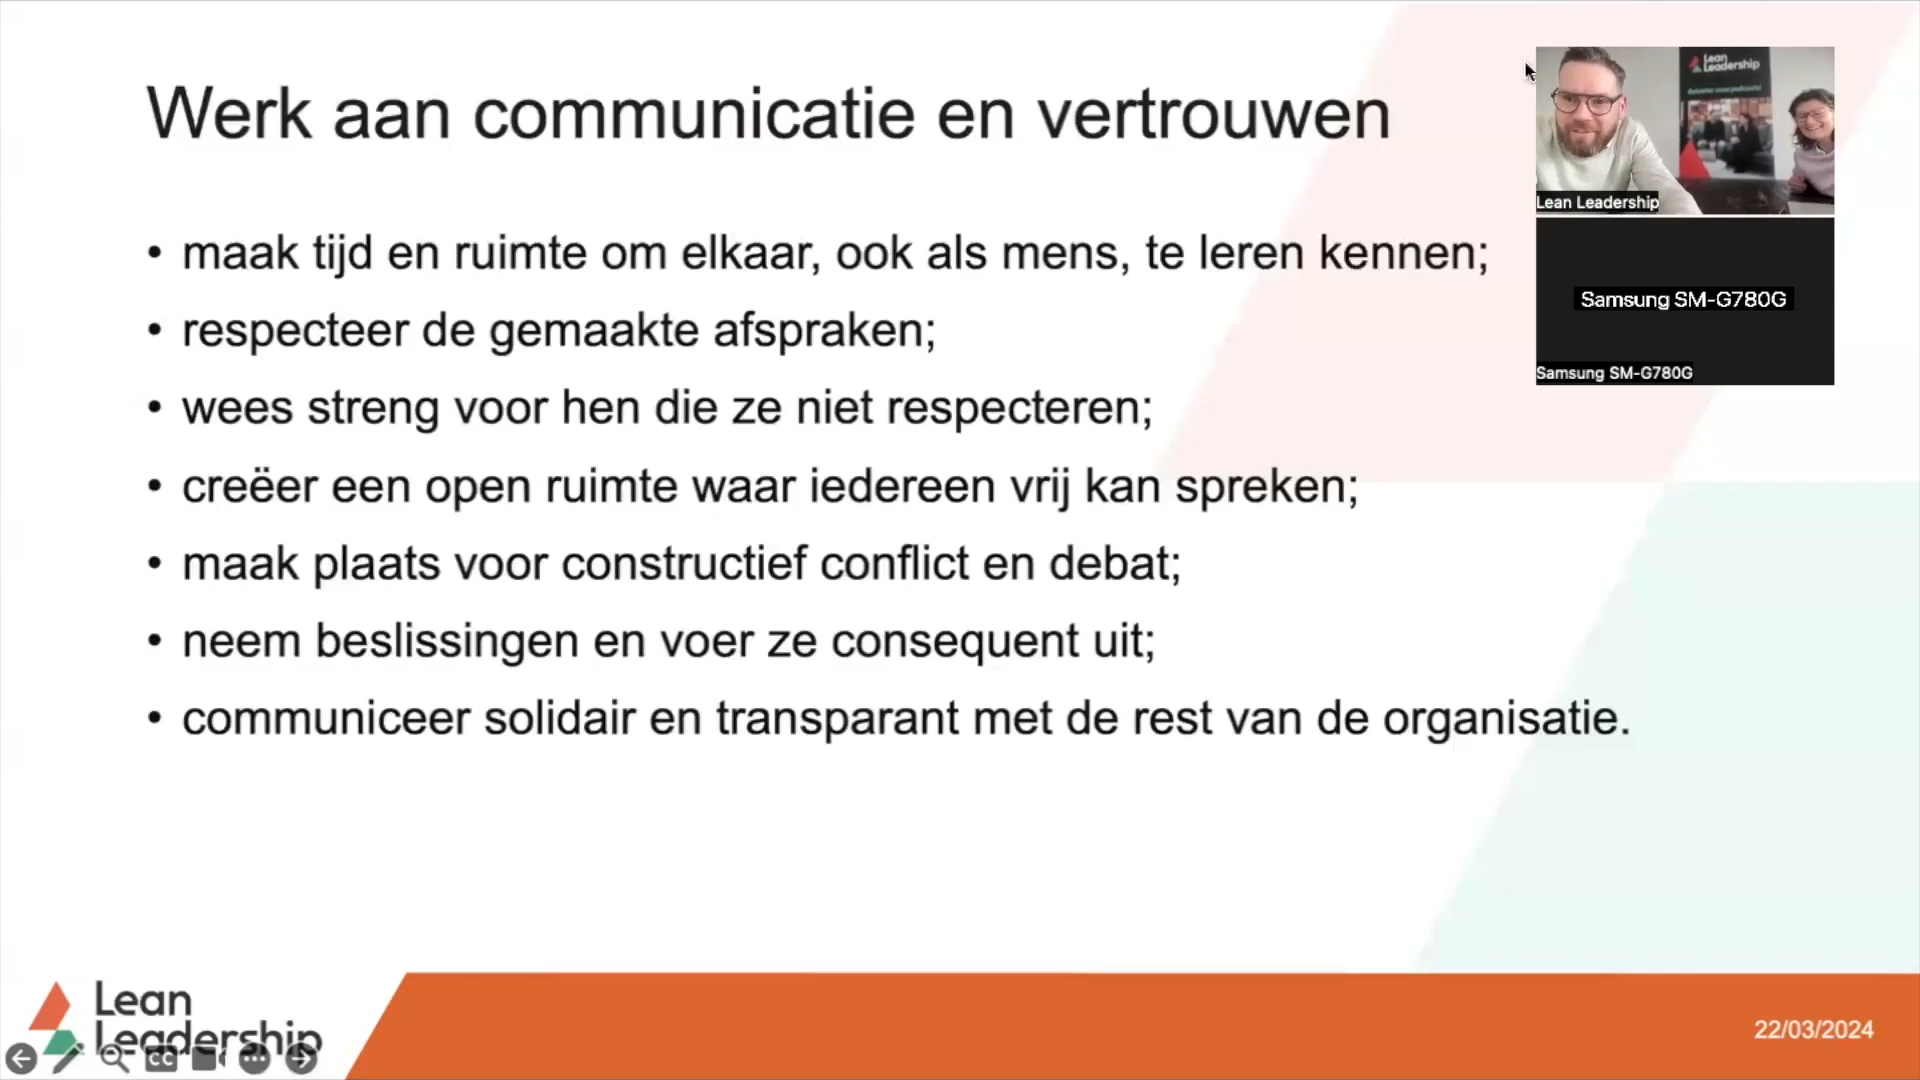 Werk aan communicatie en vertrouwen
• maak tijd en ruimte om elkaar, ook als mens, te leren kennen;
• respecteer de gemaakte afspraken;
• wees streng voor hen die ze niet respecteren;
• creëer een open ruimte waar iedereen vrij kan spreken;
• maak plaats voor constructief conflict en debat;
• neem beslissingen en voer ze consequent uit;
• communiceer solidair en transparant met de rest van de organisatie.
Lean
Leadership
Lean Leadership
Samsung SM-G780G
Samsung SM-G780G
Lean
Leadership
CC
22/03/2024